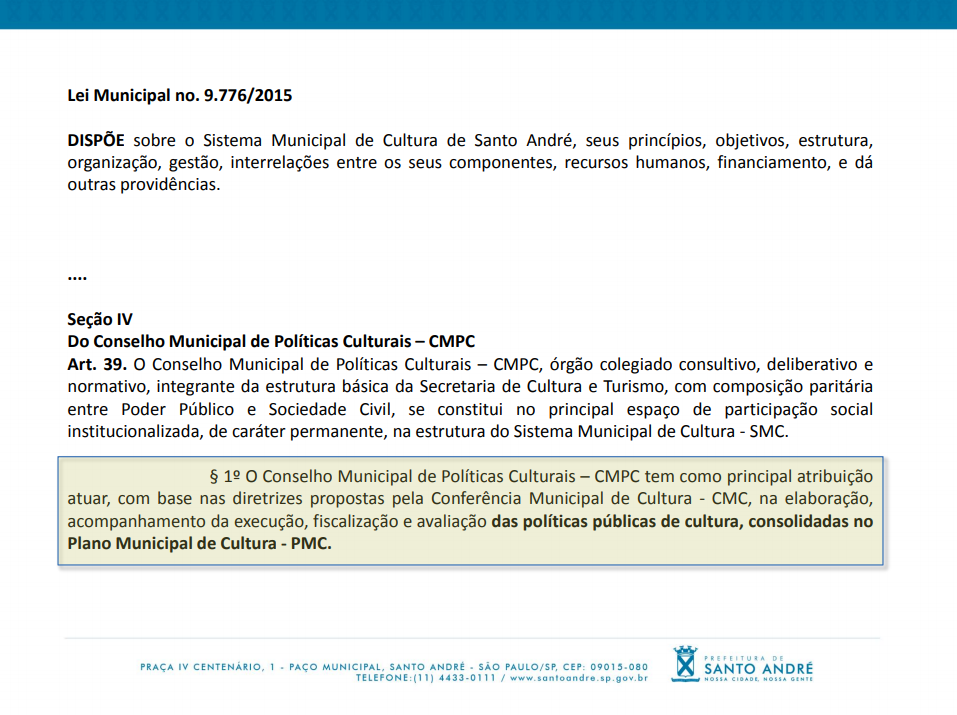 Lei Municipal no. 9.776/2015
DISPÕE sobre o Sistema Municipal de Cultura de Santo André, seus princípios, objetivos, estrutura,
organização, gestão, interrelações entre os seus componentes, recursos humanos, financiamento, e dá
outras providências.
....
Seção IV
Do Conselho Municipal de Políticas Culturais – CMPC
Art. 39. O Conselho Municipal de Políticas Culturais – CMPC, órgão colegiado consultivo, deliberativo e
normativo, integrante da estrutura básica da Secretaria de Cultura e Turismo, com composição paritária
entre Poder Público e Sociedade Civil, se constitui no principal espaço de participação social
institucionalizada, de caráter permanente, na estrutura do Sistema Municipal de Cultura - SMC.
§ 1º O Conselho Municipal de Políticas Culturais – CMPC tem como principal atribuição
atuar, com base nas diretrizes propostas pela Conferência Municipal de Cultura - CMC, na elaboração,
acompanhamento da execução, fiscalização e avaliação das políticas públicas de cultura, consolidadas no
Plano Municipal de Cultura - PMC.
PRAÇA IV CENTENÁRIO, 1 - PAÇO MUNICIPAL, SANTO ANDRÉ - SÃO PAULO/SP, CEP: 09015-080
TELEFONE:(11) 4433-0111 / www.santoandre.sp.gov.br
PREFEITURA DE
SANTO ANDRÉ
NOSSA CIDADE, NOSSA GENTE